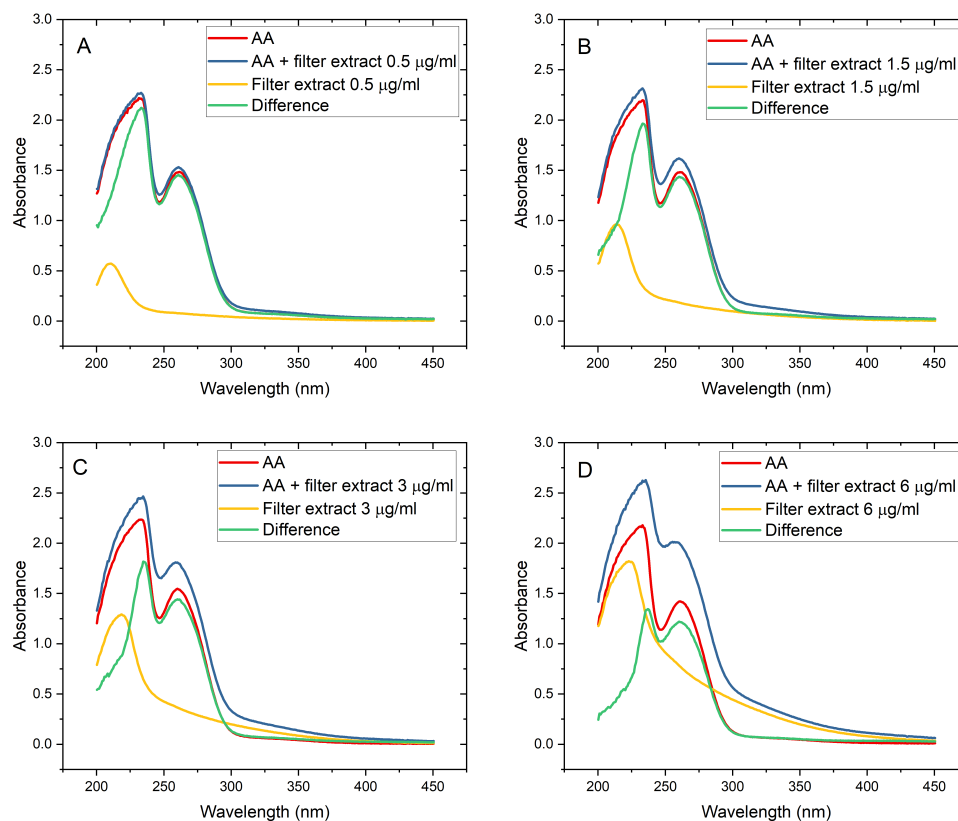 A
AA
AA + filter extract 0.5 μg/ml
Filter extract 0.5 μg/ml
Difference
3.0
2.5
2.0
1.5
1.0
0.5
0.0
Absorbance
200 250 300 350 400 450
Wavelength (nm)
B
AA
AA + filter extract 1.5 μg/ml
Filter extract 1.5 μg/ml
Difference
3.0
2.5
2.0
1.5
1.0
0.5
0.0
Absorbance
200 250 300 350 400 450
Wavelength (nm)
C
AA
AA + filter extract 3 μg/ml
Filter extract 3 μg/ml
Difference
3.0
2.5
2.0
1.5
1.0
0.5
0.0
Absorbance
200 250 300 350 400 450
Wavelength (nm)
D
AA
AA + filter extract 6 μg/ml
Filter extract 6 μg/ml
Difference
3.0
2.5
2.0
1.5
1.0
0.5
0.0
Absorbance
200 250 300 350 400 450
Wavelength (nm)